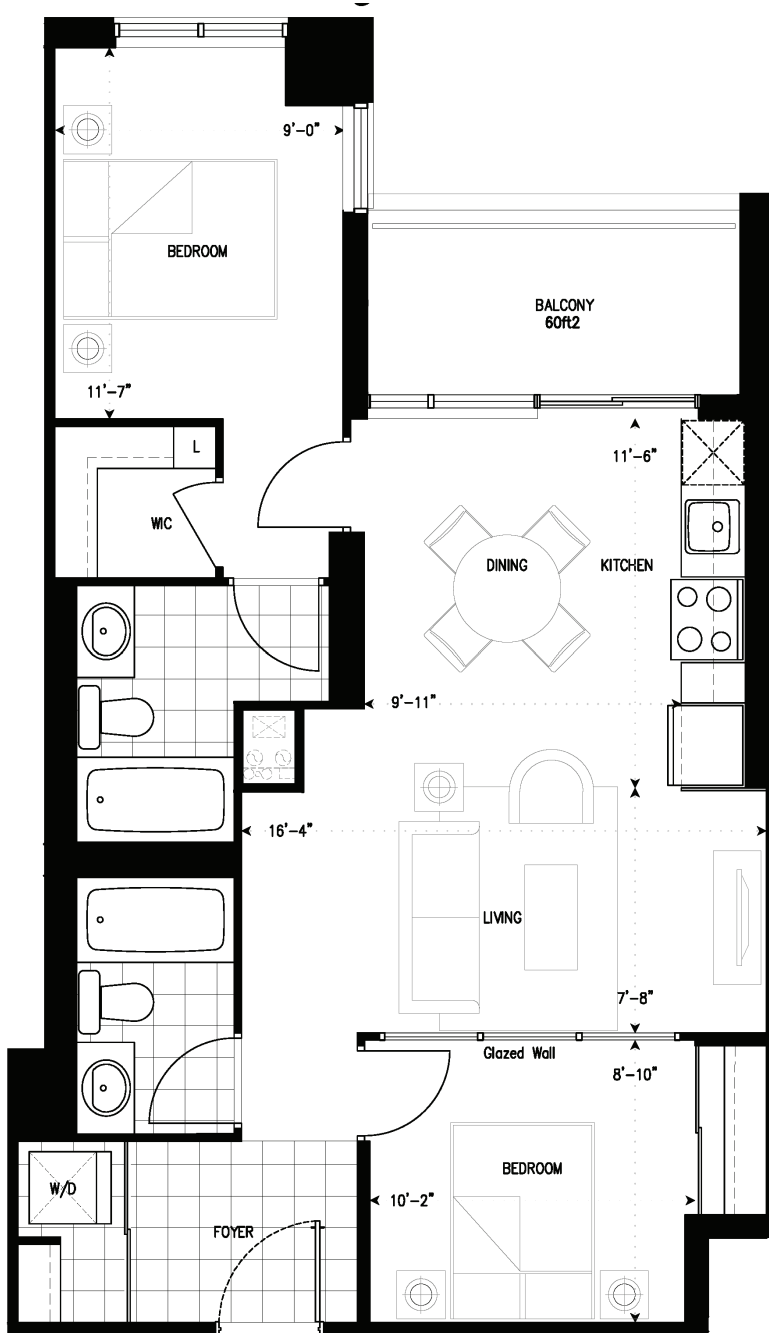 9'-0"
BEDROOM
BALCONY
60ft2
11'-7"
L
11'-6"
WIC
DINING
KITCHEN
9'-11"
16'-4"
LIVING
7'-8"
Glazed Wall
8'-10"
BEDROOM
W/D
10'-2"
FOYER